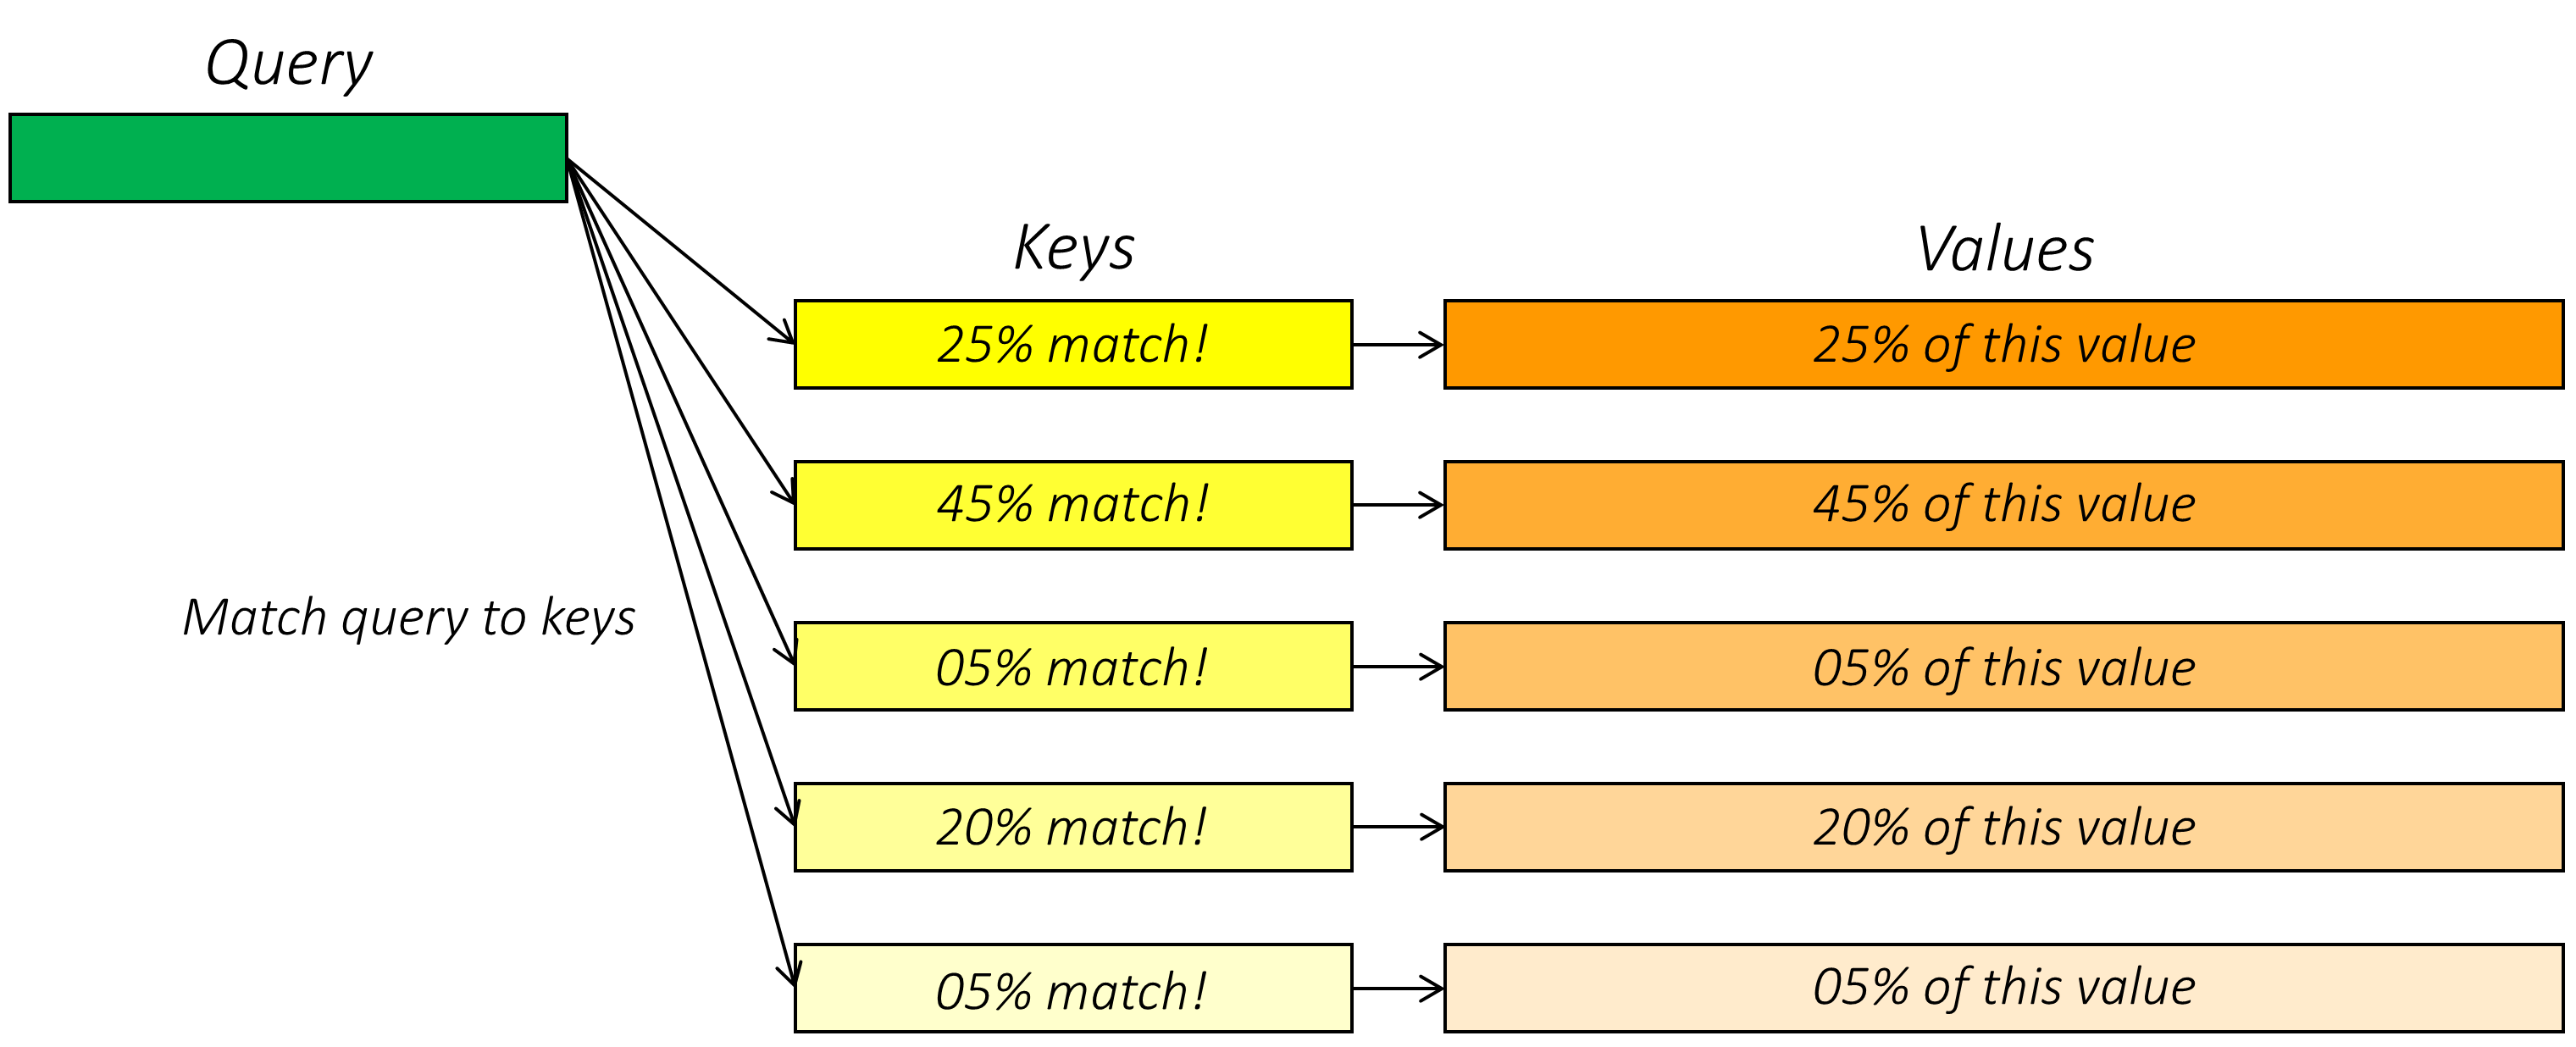 Query
Keys
Values
25% match!
25% of this value
45% match!
45% of this value
Match query to keys
05% match!
05% of this value
20% match!
20% of this value
05% match!
05% of this value